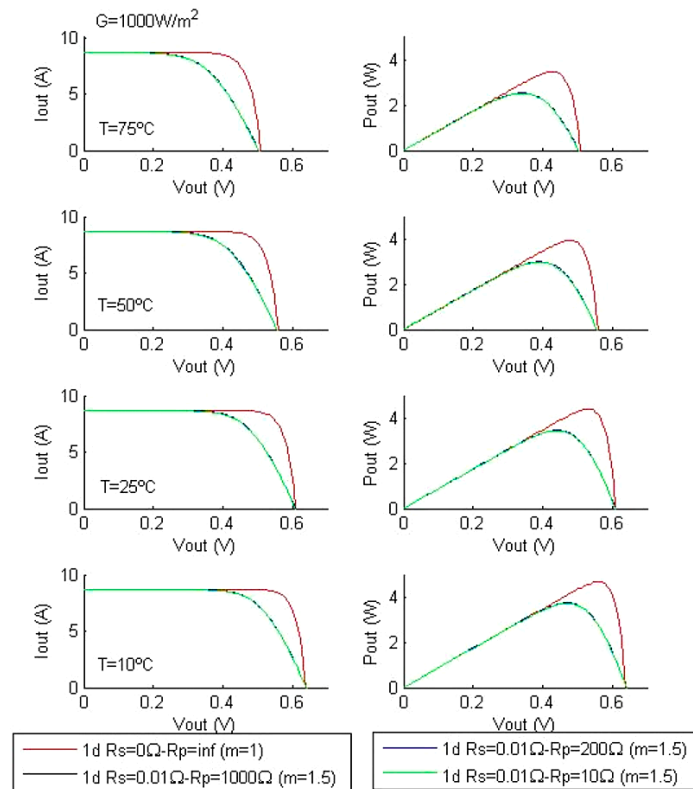 G=1000W/m²
10
5
0
Iout (A)
T=75ºC
0 0.2 0.4 0.6
Vout (V)
4
2
0
Pout (W)
0 0.2 0.4 0.6
Vout (V)
10
5
0
Iout (A)
T=50ºC
0 0.2 0.4 0.6
Vout (V)
4
2
0
Pout (W)
0 0.2 0.4 0.6
Vout (V)
10
5
0
Iout (A)
T=25ºC
0 0.2 0.4 0.6
Vout (V)
4
2
0
Pout (W)
0 0.2 0.4 0.6
Vout (V)
10
5
0
Iout (A)
T=10ºC
0 0.2 0.4 0.6
Vout (V)
4
2
0
Pout (W)
0 0.2 0.4 0.6
Vout (V)
1d Rs=0Ω-Rp=inf (m=1)
1d Rs=0.01Ω-Rp=1000Ω (m=1.5)
1d Rs=0.01Ω-Rp=200Ω (m=1.5)
1d Rs=0.01Ω-Rp=10Ω (m=1.5)